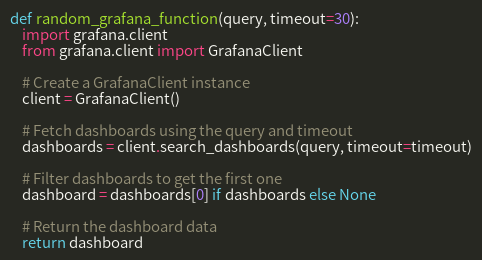 def random_grafana_function(query, timeout=30):
    import grafana.client
    from grafana.client import GrafanaClient

    # Create a GrafanaClient instance
    client = GrafanaClient()

    # Fetch dashboards using the query and timeout
    dashboards = client.search_dashboards(query, timeout=timeout)

    # Filter dashboards to get the first one
    dashboard = dashboards[0] if dashboards else None

    # Return the dashboard data
    return dashboard